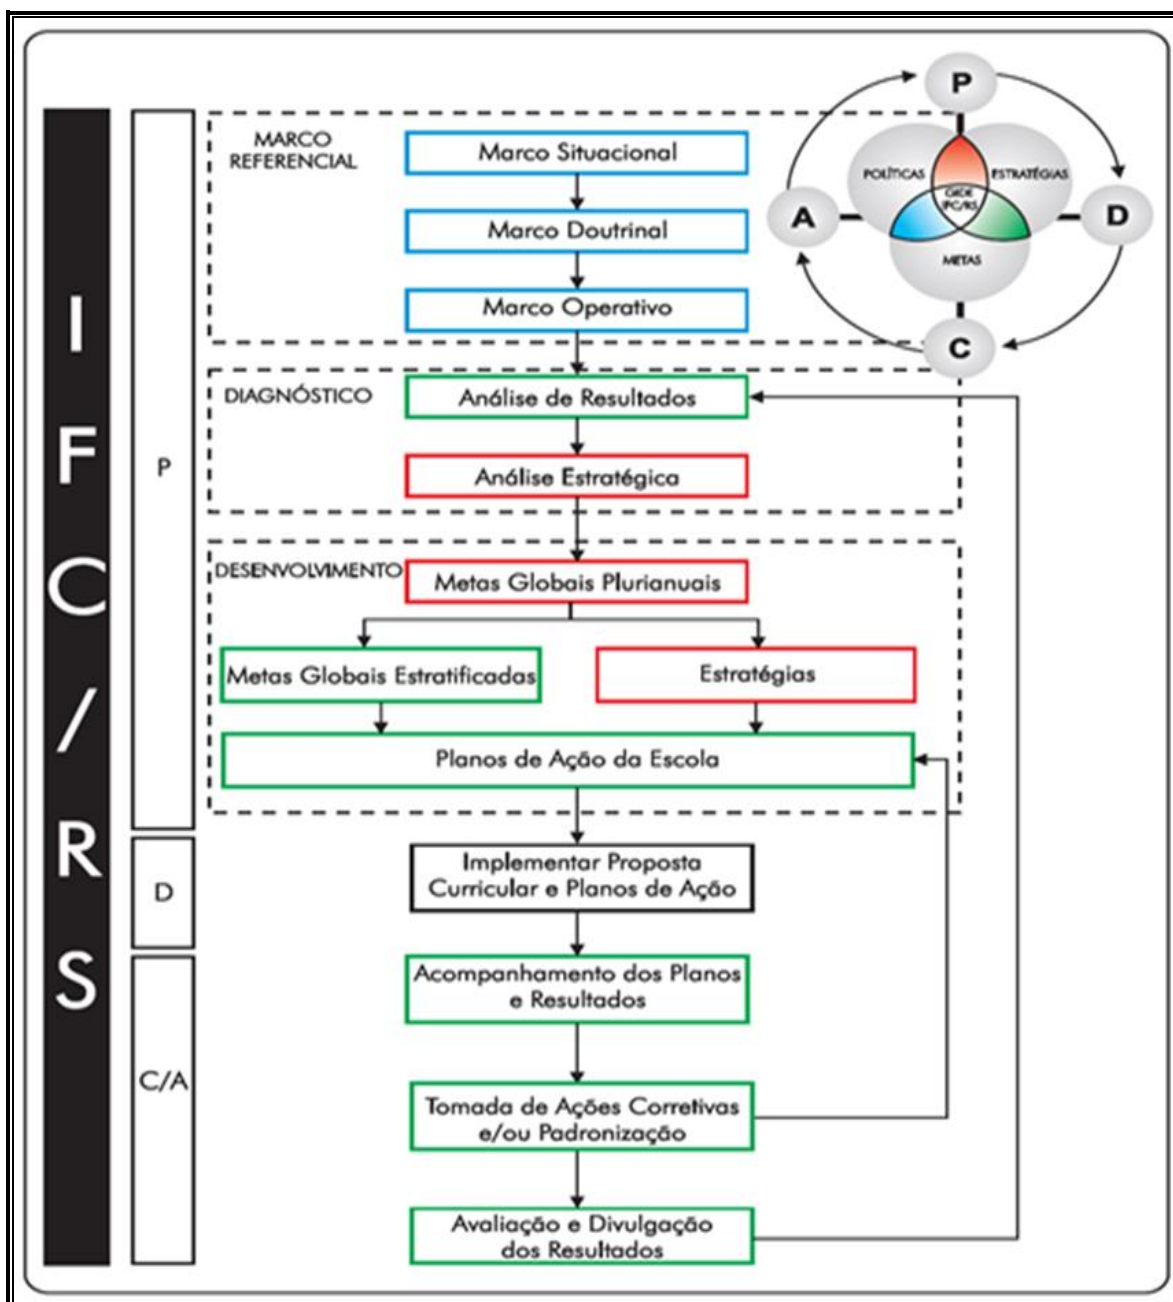 IFC/RS
P
D
C/A
MARCO
REFERENCIAL
Marco Situacional
Marco Doutrinal
Marco Operativo
P
POLÍTICAS
ESTRATÉGIAS
GIDE
IFC/RS
A
D
METAS
C
DIAGNÓSTICO
Análise de Resultados
Análise Estratégica
DESENVOLVIMENTO
Metas Globais Plurianuais
Metas Globais Estratificadas
Estratégias
Planos de Ação da Escola
Implementar Proposta
Curricular e Planos de Ação
Acompanhamento dos Planos
e Resultados
Tomada de Ações Corretivas
e/ou Padronização
Avaliação e Divulgação
dos Resultados